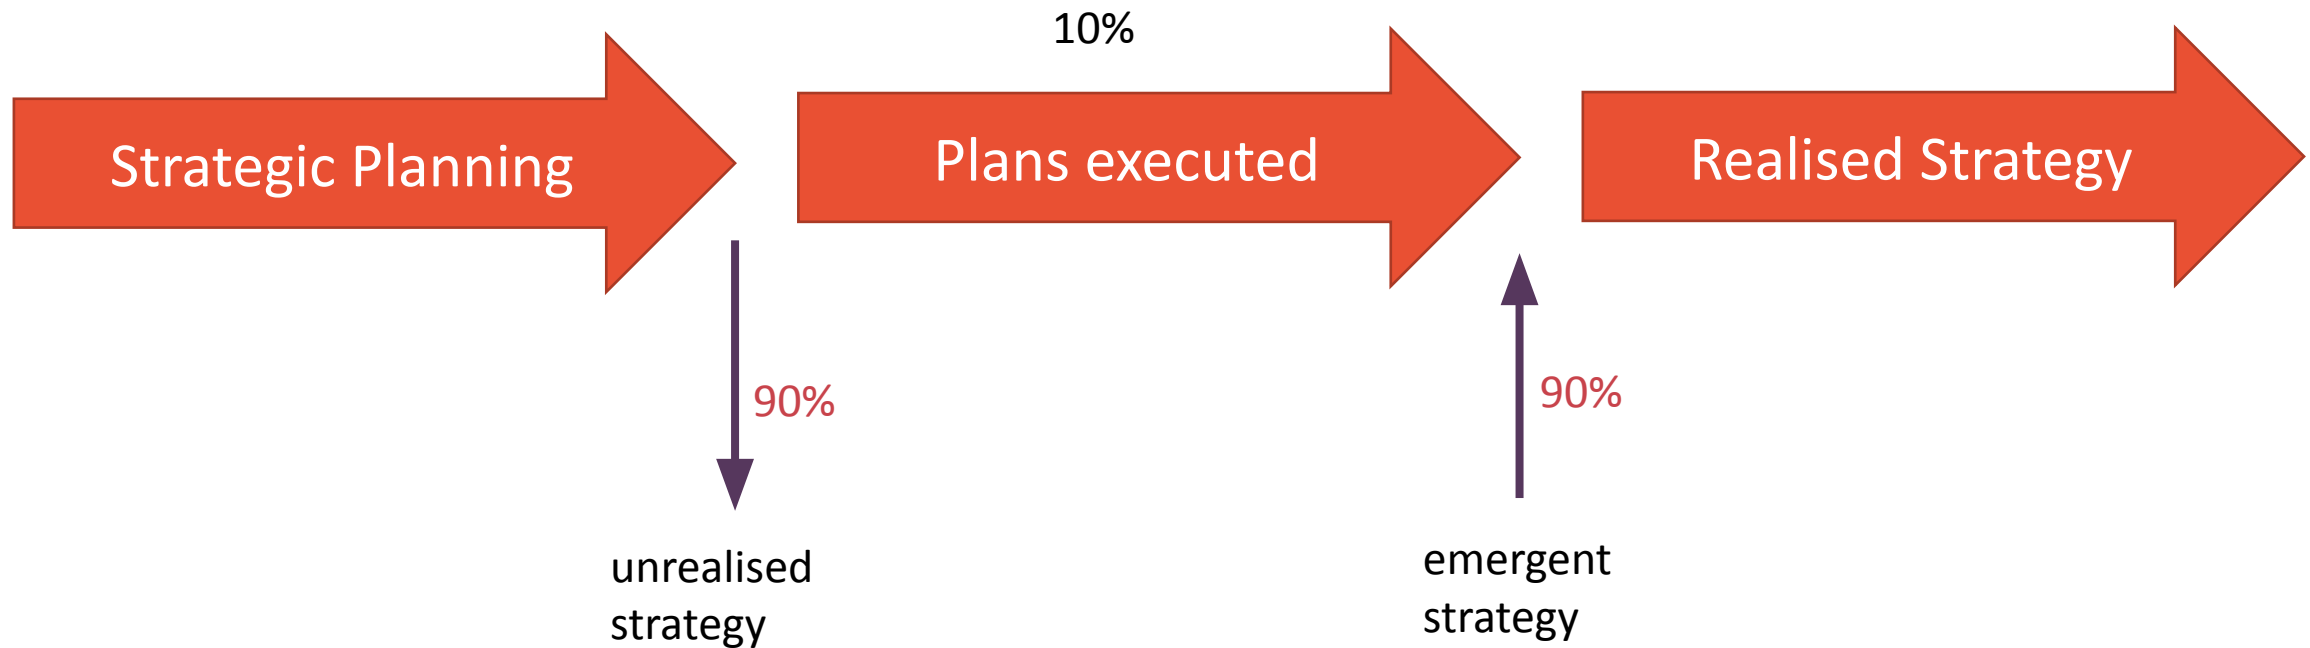 10%
Strategic Planning
Plans executed
Realised Strategy
90%
90%
unrealised
strategy
emergent
strategy